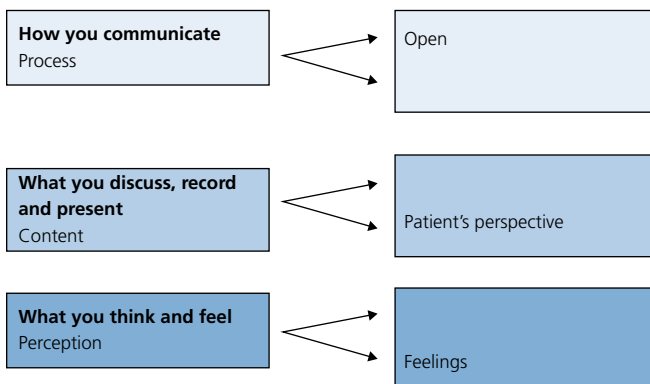 How you communicate
Process
Open
What you discuss, record
and present
Content
Patient’s perspective
What you think and feel
Perception
Feelings